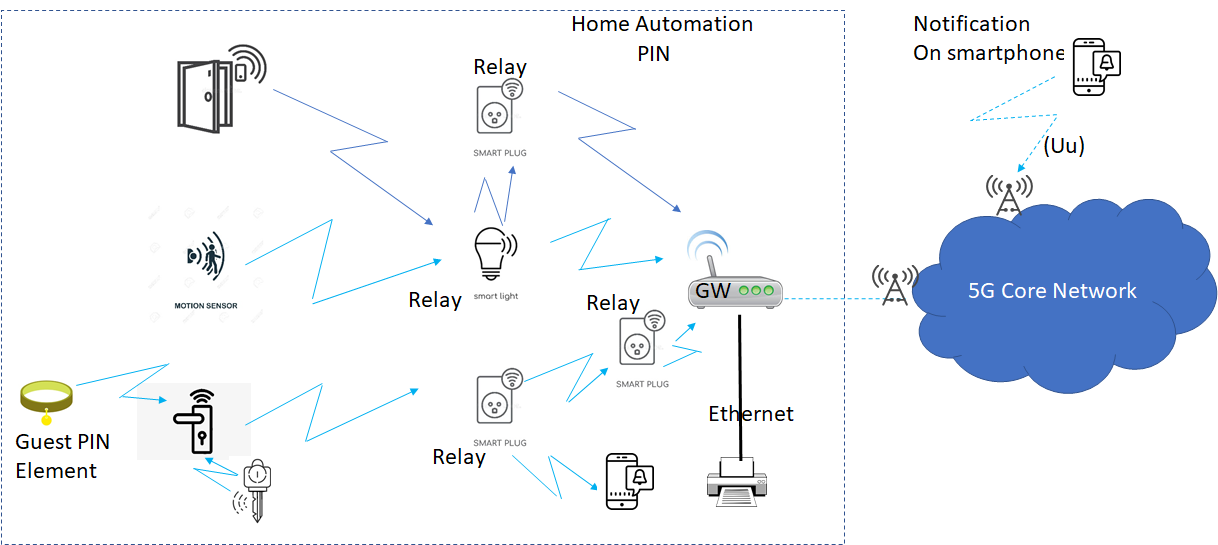 Home Automation
PIN
Notification
On smartphone
Relay
SMART PLUG
(Uu)
MOTION SENSOR
Relay
smart light
GW
5G Core Network
Relay
SMART PLUG
Guest PIN
Element
SMART PLUG
Relay
Ethernet